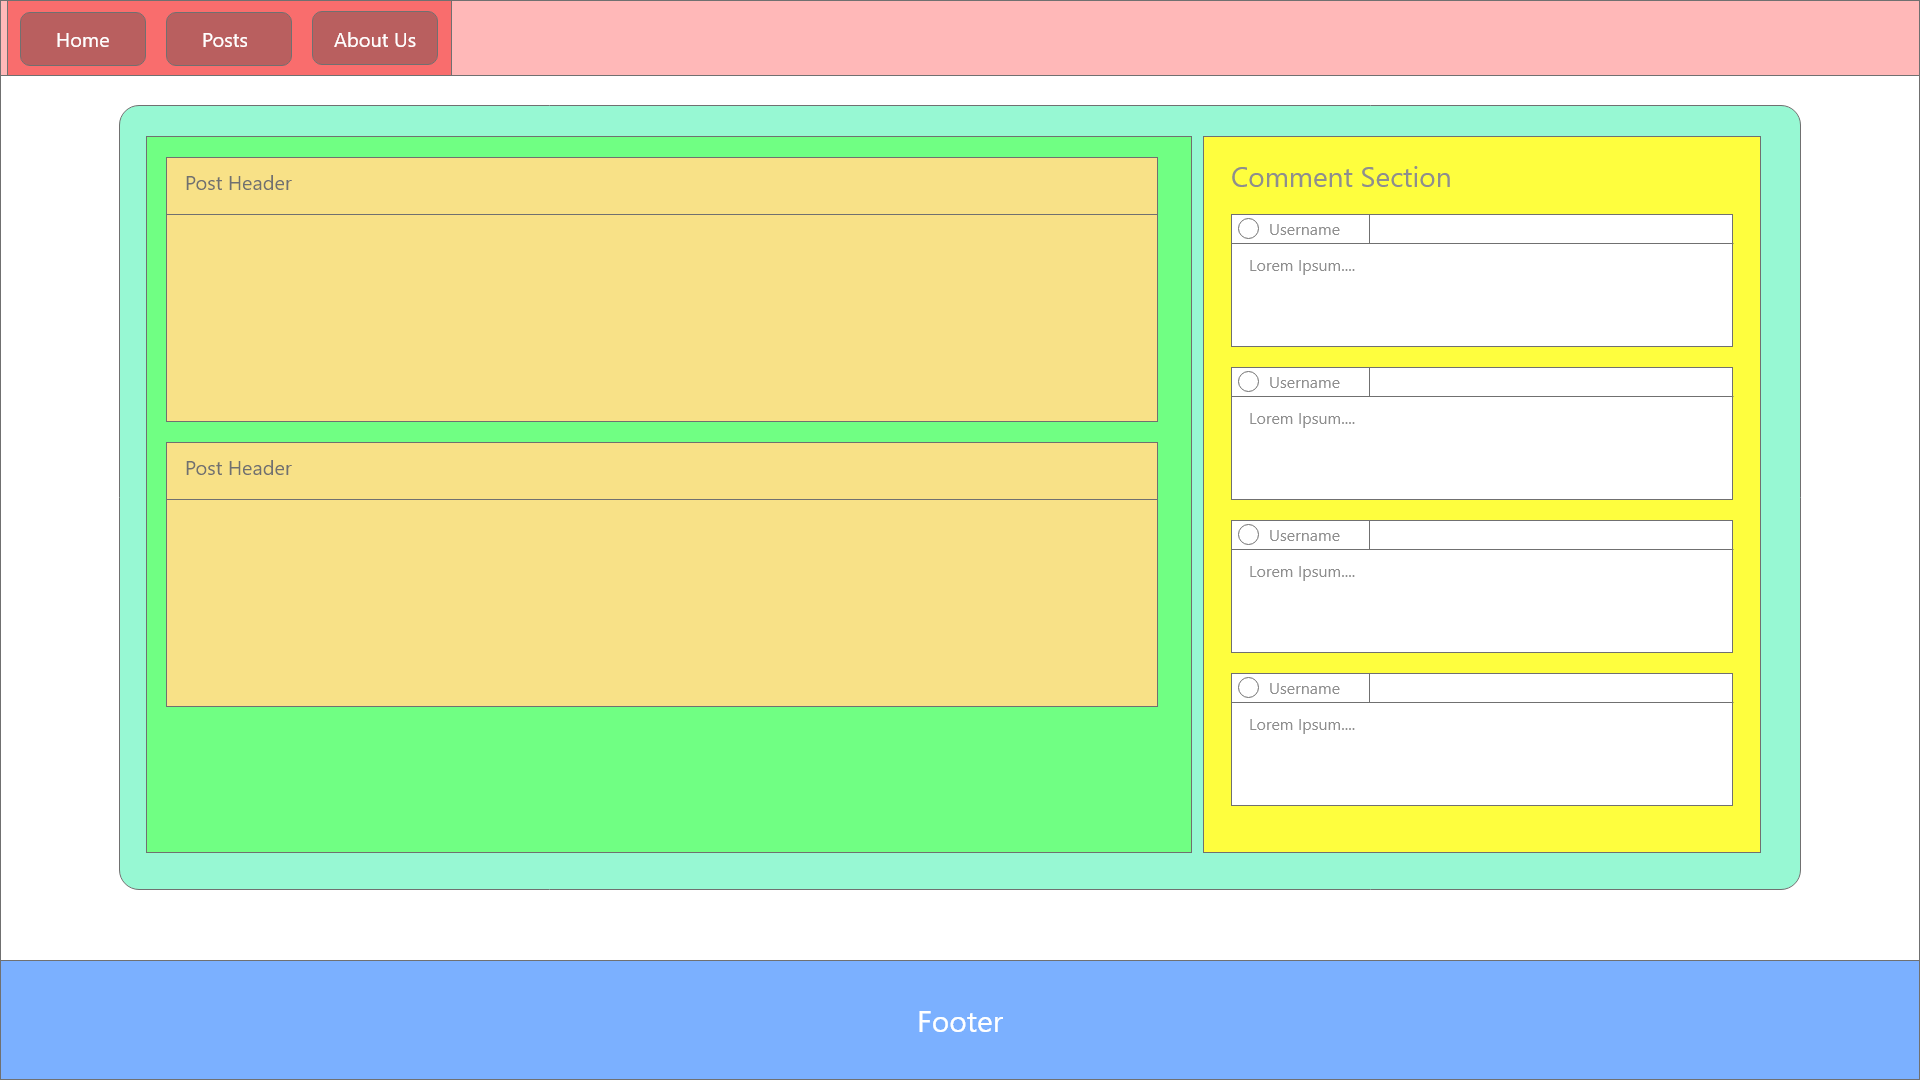 Home
Posts
About Us
Post Header
Post Header
Comment Section
Username
Lorem Ipsum....
Username
Lorem Ipsum....
Username
Lorem Ipsum....
Username
Lorem Ipsum....
Footer